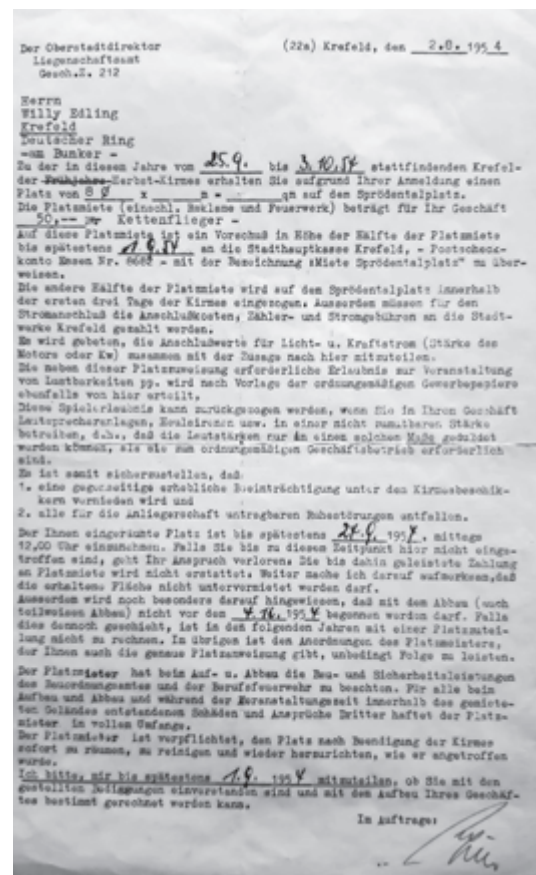 Der Oberstadtdirektor
Liegenschaftsamt
Gesch.Z. 212
(22a) Krefeld, den 2.8. 1954
Herrn
Willy Edling
Krefeld
Deutscher Ring
-am Bunker -
Zu der in diesem Jahre vom 25.9. bis 3.10.54 stattfindenden Krefel-
der Frühjahrs-Herbst-Kirmes erhalten Sie aufgrund Ihrer Anmeldung einen
Platz von 8 Ø x m = qm auf dem Sprödentalplatz.
Die Platzmiete (einschl. Reklame und Feuerwerk) beträgt für Ihr Geschäft
50,-- Kettenflieger -
Auf diese Platzmiete ist ein Vorschuß in Höhe der Hälfte der Platzmiete
bis spätestens 1.9.54 an die Stadthauptkasse Krefeld, - Postscheck-
konto Essen Nr. 8682 - mit der Bezeichnung "Miete Sprödentalplatz" zu über-
weisen.
Die andere Hälfte der Platzmiete wird auf dem Sprödentalplatz innerhalb
der ersten drei Tage der Kirmes eingezogen. Ausserdem müssen für den
Stromanschluß die Anschlußkosten, Zähler- und Stromgebühren an die Stadt-
werke Krefeld gezahlt werden.
Es wird gebeten, die Anschlußwerte für Licht- u. Kraftstrom (Stärke des
Motors oder Kw) zusammen mit der Zusage nach hier mitzuteilen.
Die neben dieser Platzzuweisung erforderliche Erlaubnis zur Veranstaltung
von Lustbarkeiten pp. wird nach Vorlage der ordnungsmäßigen Gewerbepapiere
ebenfalls von hier erteilt.
Diese Spielerlaubnis kann zurückgezogen werden, wenn Sie in Ihrem Geschäft
Lautsprecheranlagen, Heulsirenen usw. in einer nicht zumutbaren Stärke
betreiben, d.h., daß die Lautstärken nur in einem solchen Maße geduldet
werden können, als sie zum ordnungsmäßigen Geschäftsbetrieb erforderlich
sind.
Es ist somit sicherzustellen, daß
1. eine gegenseitige erhebliche Beeinträchtigung unter den Kirmesbeschik-
kern vermieden wird und
2. alle für die Anliegerschaft untragbaren Ruhestörungen entfallen.
Der Ihnen eingeräumte Platz ist bis spätestens 24.9. 1954, mittags
12,00 Uhr einzunehmen. Falls Sie bis zu diesem Zeitpunkt hier nicht einge-
troffen sind, geht Ihr Anspruch verloren. Die bis dahin geleistete Zahlung
an Platzmiete wird nicht erstattet. Weiter mache ich darauf aufmerksam, daß
die erhaltene Fläche nicht untervermietet werden darf.
Ausserdem wird noch besonders darauf hingewiesen, daß mit dem Abbau (auch
teilweisen Abbau) nicht vor dem 4.10. 1954 begonnen werden darf. Falls
dies dennoch geschieht, ist in den folgenden Jahren mit einer Platzzutei-
lung nicht zu rechnen. Im übrigen ist den Anordnungen des Platzmeisters,
der Ihnen auch die genaue Platzanweisung gibt, unbedingt Folge zu leisten.
Der Platzmieter hat beim Auf- u. Abbau die Bau- und Sicherheitsleistungen
des Bauordnungsamtes und der Berufsfeuerwehr zu beachten. Für alle beim
Aufbau und Abbau und während der Veranstaltungszeit innerhalb des gemiete-
ten Geländes entstandenen Schäden und Ansprüche Dritter haftet der Platz-
mieter in vollem Umfange.
Der Platzmieter ist verpflichtet, den Platz nach Beendigung der Kirmes
sofort zu räumen, zu reinigen und wieder herzurichten, wie er angetroffen
wurde.
Ich bitte, mir bis spätestens 1.9. 1954 mitzuteilen, ob Sie mit den
gestellten Bedingungen einverstanden sind und mit dem Aufbau Ihres Geschäf-
tes bestimmt gerechnet werden kann.
Im Auftrage: